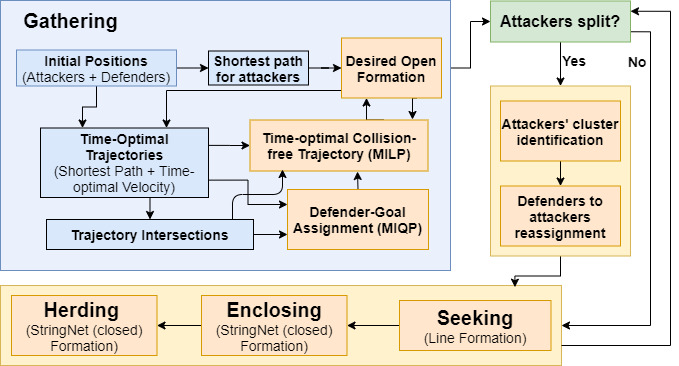 Gathering
Attackers split?
Initial Positions
(Attackers + Defenders)
Shortest path
for attackers
Desired Open
Formation
Yes
No
Attackers' cluster
identification
Time-Optimal
Trajectories
(Shortest Path + Time-
optimal Velocity)
Time-optimal Collision-
free Trajectory (MILP)
Defenders to
attackers
reassignment
Defender-Goal
Assignment (MIQP)
Trajectory Intersections
Herding
(StringNet (closed)
Formation)
Enclosing
(StringNet (closed)
Formation)
Seeking
(Line Formation)